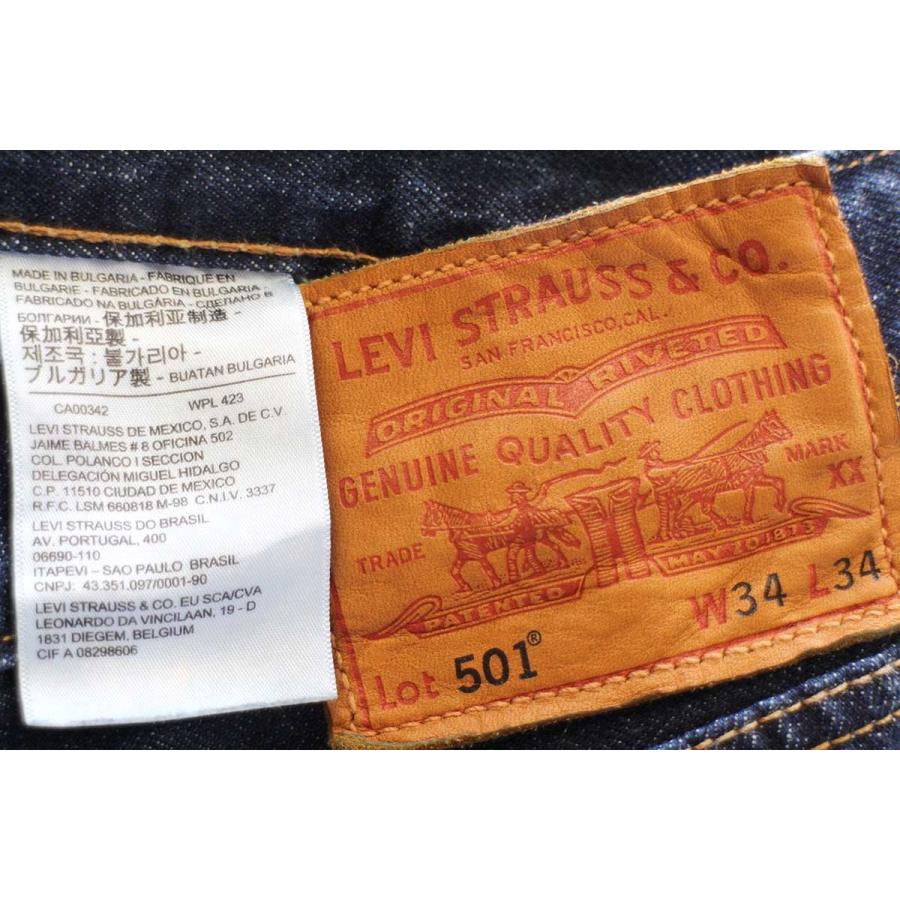 MADE IN BULGARIA - FABRIQUE EN
BULGARIE - FABRICADO EN BULGARIA -
FABRICADO NA BULGÁRIA - СДЕЛАНО В
БОЛГАРИИ - 保加利亚制造 -
保加利亞製 -
제조국 : 불가리아 -
ブルガリア製 - BUATAN BULGARIA
CA00342 WPL 423
LEVI STRAUSS DE MEXICO, S.A. DE C.V
JAIME BALMES # 8 OFICINA 502
COL. POLANCO I SECCION
DELEGACIÓN MIGUEL HIDALGO
C.P. 11510 CIUDAD DE MEXICO
R.F.C. LSM 660818 M-98 C.N.I.V. 3337
LEVI STRAUSS DO BRASIL
AV. PORTUGAL, 400
06690-110
ITAPEVI – SAO PAULO BRASIL
CNPJ: 43.351.097/0001-90
LEVI STRAUSS & CO. EU SCA/CVA
LEONARDO DA VINCILAAN, 19 - D
1831 DIEGEM, BELGIUM
CIF A 08298606
LEVI STRAUSS & CO.
SAN FRANCISCO, CAL.
ORIGINAL RIVETED
GENUINE QUALITY CLOTHING
TRADE MARK
XX
PATENTED MAY 20 1873
W34 L34
Lot 501®